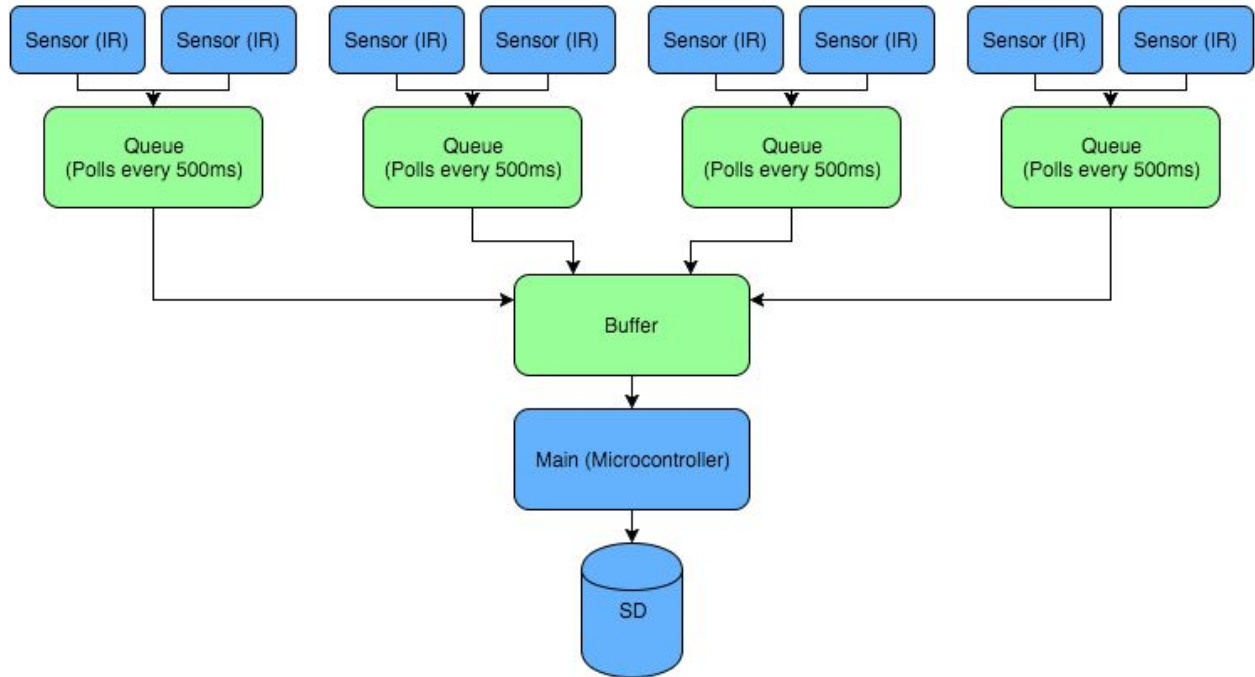 Sensor (IR)
Sensor (IR)
Sensor (IR)
Sensor (IR)
Sensor (IR)
Sensor (IR)
Sensor (IR)
Sensor (IR)
Queue
(Polls every 500ms)
Queue
(Polls every 500ms)
Queue
(Polls every 500ms)
Queue
(Polls every 500ms)
Buffer
Main (Microcontroller)
SD